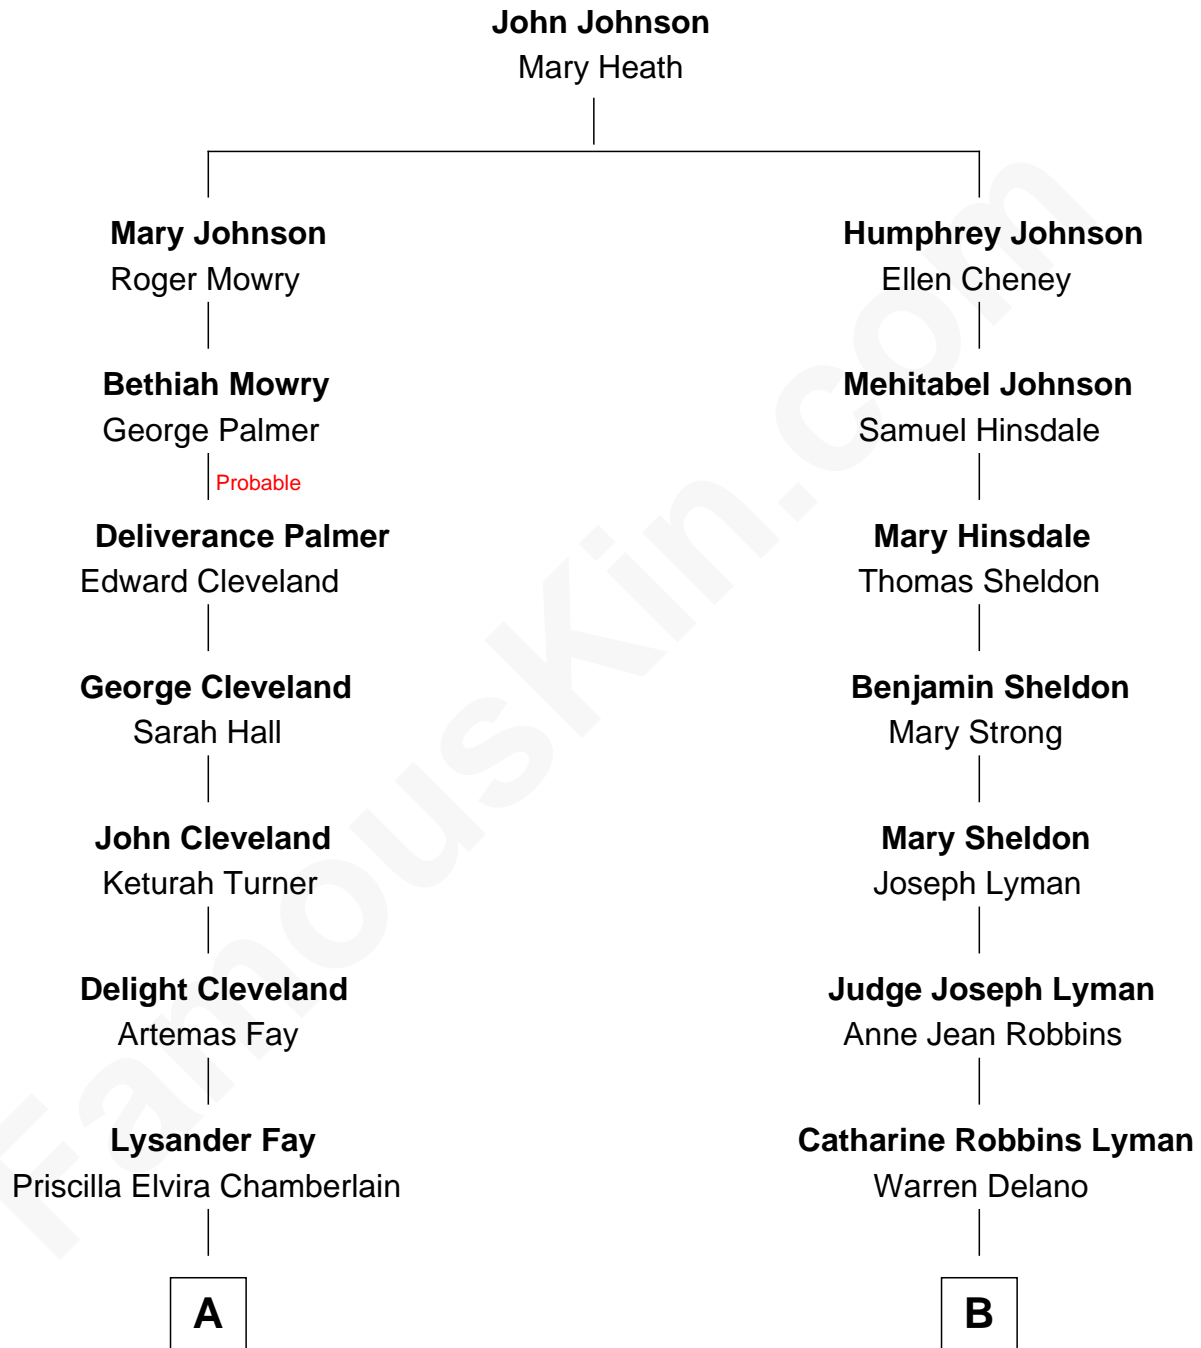 John Johnson
Mary Heath
Mary Johnson
Roger Mowry
Humphrey Johnson
Ellen Cheney
Bethiah Mowry
George Palmer
Mehitabel Johnson
Samuel Hinsdale
Probable
Deliverance Palmer
Edward Cleveland
Mary Hinsdale
Thomas Sheldon
George Cleveland
Sarah Hall
Benjamin Sheldon
Mary Strong
John Cleveland
Keturah Turner
Mary Sheldon
Joseph Lyman
Delight Cleveland
Artemas Fay
Judge Joseph Lyman
Anne Jean Robbins
Lysander Fay
Priscilla Elvira Chamberlain
Catharine Robbins Lyman
Warren Delano
A
B
FamousKin.com